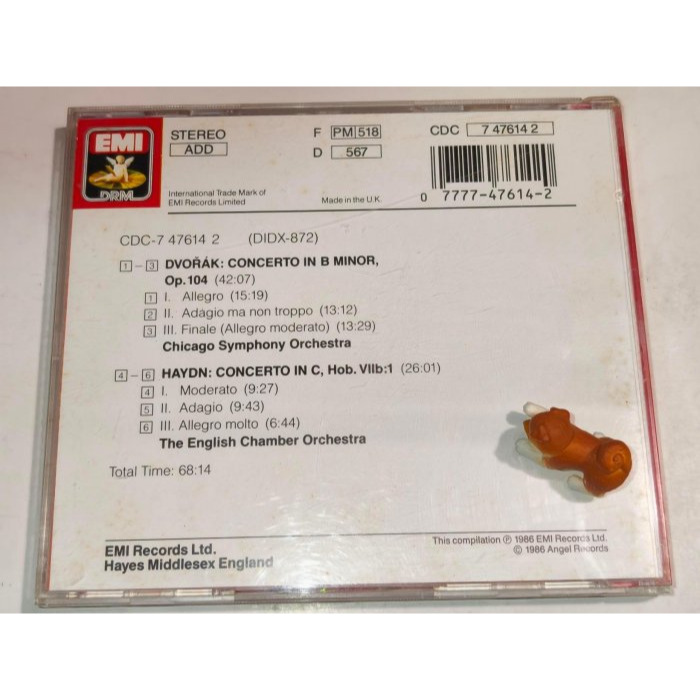 EMI
DRM
STEREO
ADD
F PM 518
D 567
CDC 7 47614 2
International Trade Mark of
EMI Records Limited
Made in the U.K.
0 7777-47614-2
CDC-7 47614 2 (DIDX-872)
1 - 3 DVOŘÁK: CONCERTO IN B MINOR,
Op. 104 (42:07)
1 I. Allegro (15:19)
2 II. Adagio ma non troppo (13:12)
3 III. Finale (Allegro moderato) (13:29)
Chicago Symphony Orchestra
4 - 6 HAYDN: CONCERTO IN C, Hob. VIIb:1 (26:01)
4 I. Moderato (9:27)
5 II. Adagio (9:43)
6 III. Allegro molto (6:44)
The English Chamber Orchestra
Total Time: 68:14
This compilation ℗ 1986 EMI Records Ltd.
© 1986 Angel Records
EMI Records Ltd.
Hayes Middlesex England